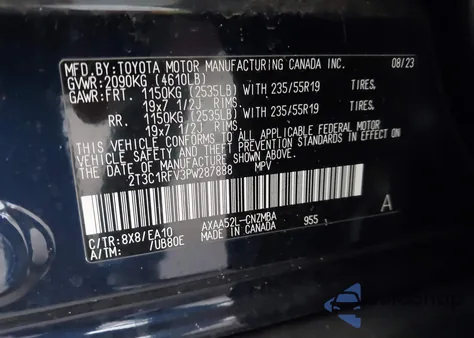 MFD.BY:TOYOTA MOTOR MANUFACTURING CANADA INC. 08/23
GVWR:2090KG (4610LB)
GAWR:FRT. 1150KG (2535LB) WITH 235/55R19 TIRES.
19x7 1/2J RIMS.
RR. 1150KG (2535LB) WITH 235/55R19 TIRES.
19x7 1/2J RIMS.
THIS VEHICLE CONFORMS TO ALL APPLICABLE FEDERAL MOTOR
VEHICLE SAFETY AND THEFT PREVENTION STANDARDS IN EFFECT ON
THE DATE OF MANUFACTURE SHOWN ABOVE.
2T3C1RFV3PW287888 MPV
C/TR:8X8/EA10 AXAA52L-CNZMBA 955 A
A/TM: /UB80E MADE IN CANADA